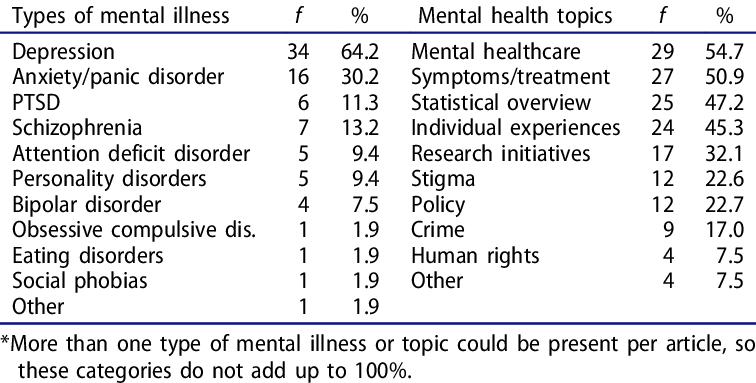 Types of mental illness f % Mental health topics f %
Depression 34 64.2 Mental healthcare 29 54.7
Anxiety/panic disorder 16 30.2 Symptoms/treatment 27 50.9
PTSD 6 11.3 Statistical overview 25 47.2
Schizophrenia 7 13.2 Individual experiences 24 45.3
Attention deficit disorder 5 9.4 Research initiatives 17 32.1
Personality disorders 5 9.4 Stigma 12 22.6
Bipolar disorder 4 7.5 Policy 12 22.7
Obsessive compulsive dis. 1 1.9 Crime 9 17.0
Eating disorders 1 1.9 Human rights 4 7.5
Social phobias 1 1.9 Other 4 7.5
Other 1 1.9
*More than one type of mental illness or topic could be present per article, so
these categories do not add up to 100%.